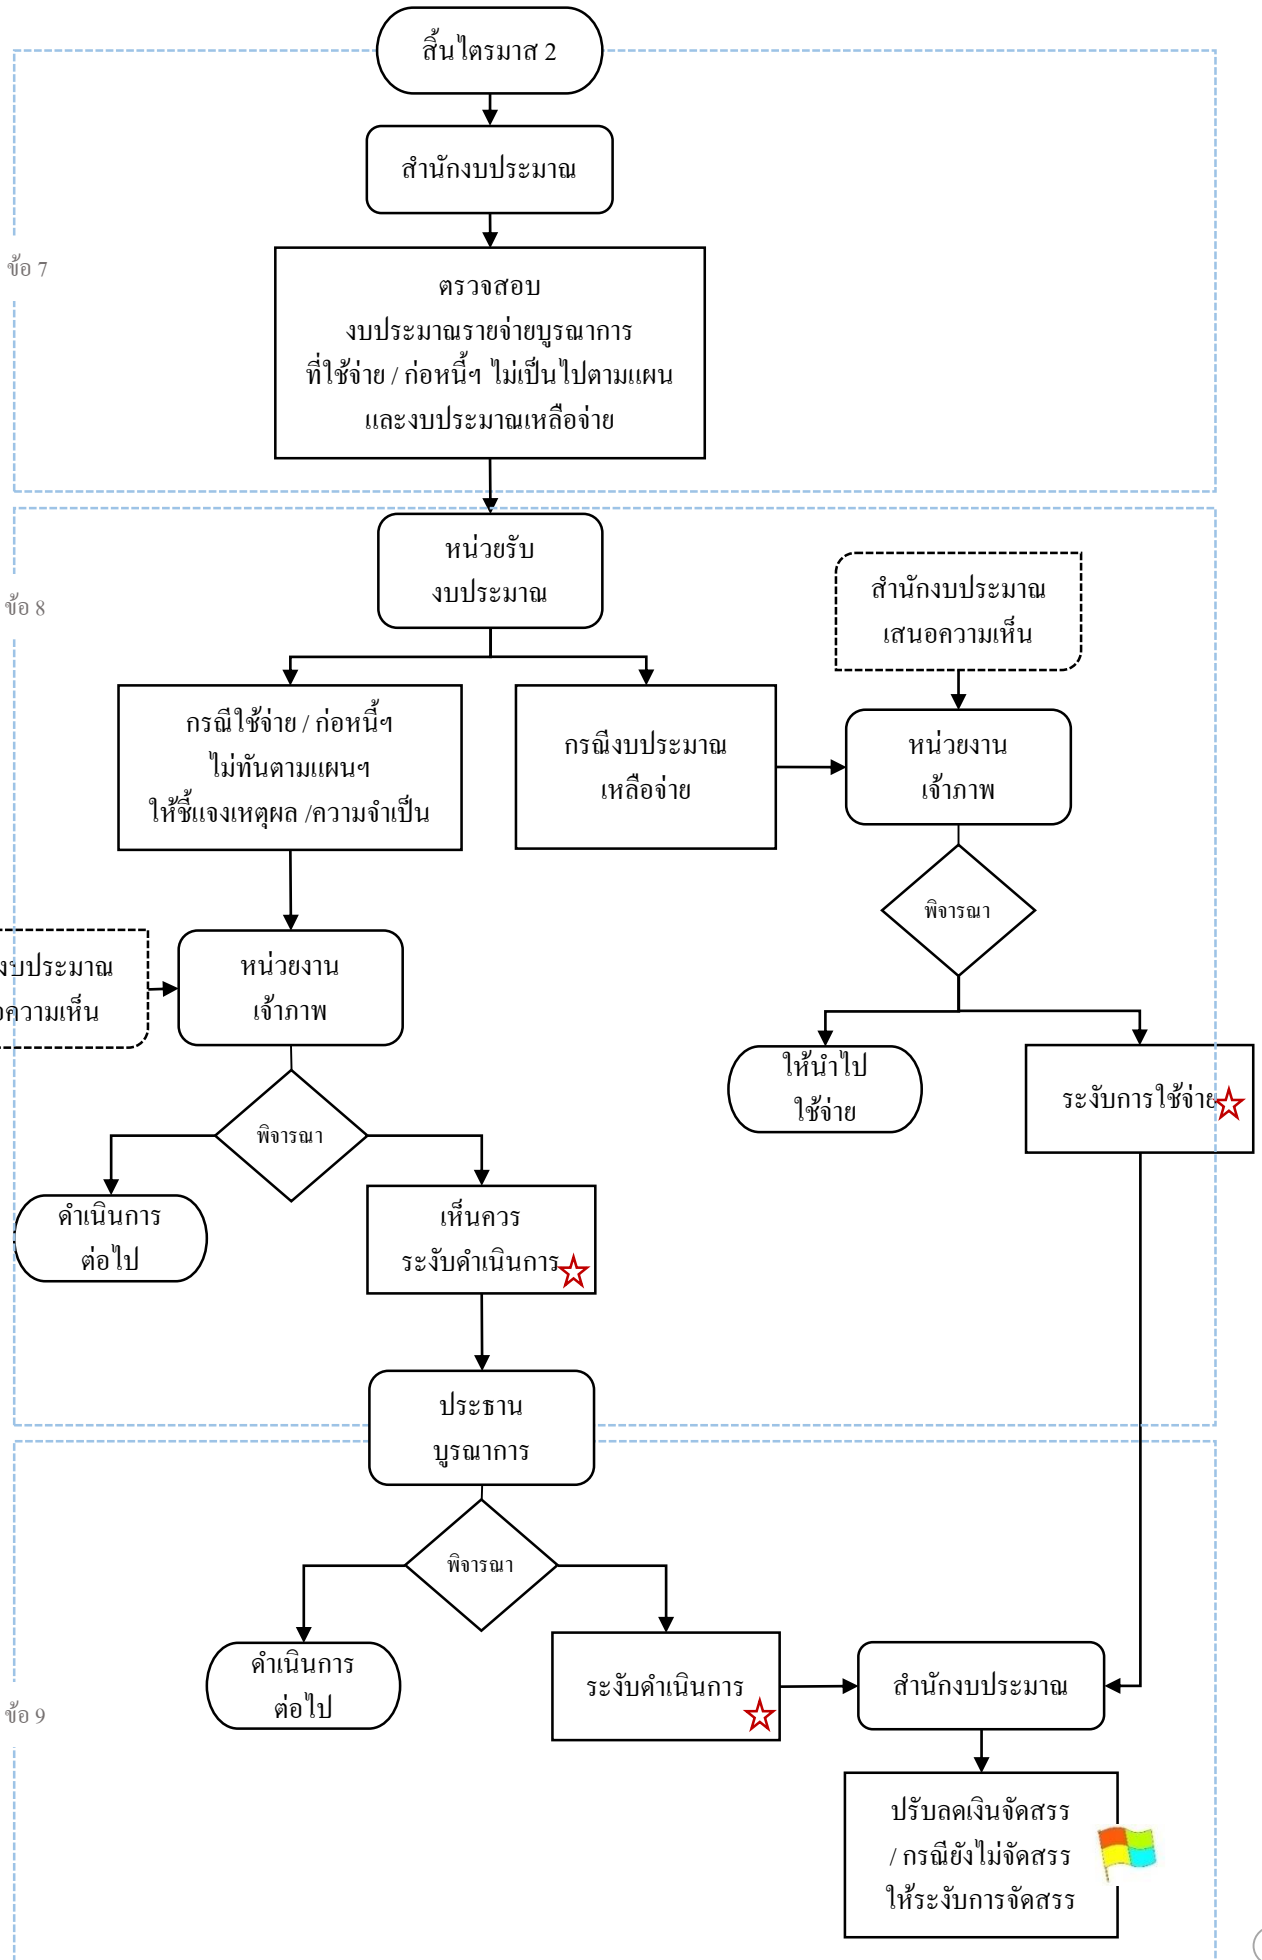 สิ้นไตรมาส 2
สำนักงบประมาณ
ข้อ 7
ตรวจสอบ
งบประมาณรายจ่ายบูรณาการ
ที่ใช้จ่าย / ก่อหนี้ฯ ไม่เป็นไปตามแผน
และงบประมาณเหลือจ่าย
หน่วยรับ
งบประมาณ
ข้อ 8
สำนักงบประมาณ
เสนอความเห็น
กรณีใช้จ่าย / ก่อหนี้ฯ
ไม่ทันตามแผนฯ
ให้ชี้แจงเหตุผล /ความจำเป็น
กรณีงบประมาณ
เหลือจ่าย
หน่วยงาน
เจ้าภาพ
พิจารณา
งบประมาณ
ความเห็น
หน่วยงาน
เจ้าภาพ
ให้นำไป
ใช้จ่าย
ระงับการใช้จ่าย
พิจารณา
ดำเนินการ
ต่อไป
เห็นควร
ระงับดำเนินการ
ประธาน
บูรณาการ
พิจารณา
ดำเนินการ
ต่อไป
ระงับดำเนินการ
สำนักงบประมาณ
ข้อ 9
ปรับลดเงินจัดสรร
/ กรณียังไม่จัดสรร
ให้ระงับการจัดสรร